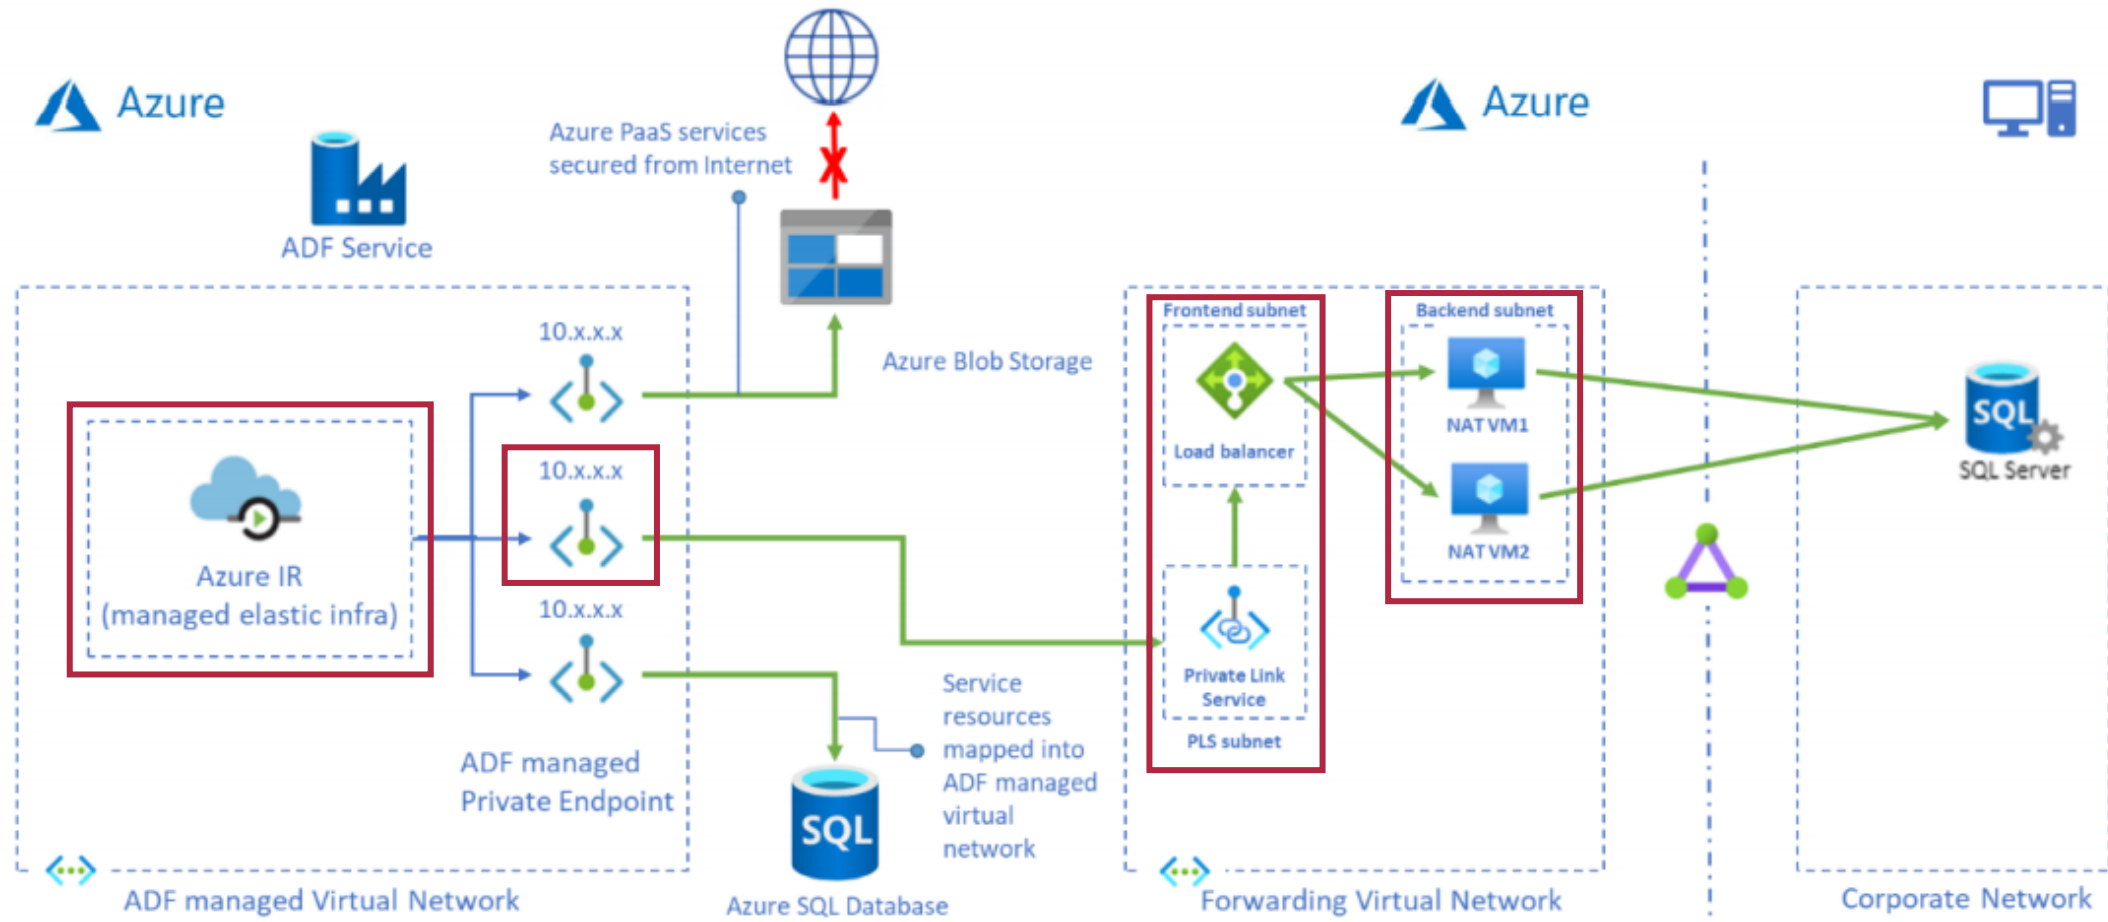 Azure
ADF Service
Azure PaaS services
secured from Internet
Azure
10.x.x.x
Azure Blob Storage
10.x.x.x
Azure IR
(managed elastic infra)
10.x.x.x
ADF managed
Private Endpoint
ADF managed Virtual Network
Service
resources
mapped into
ADF managed
virtual
network
SQL
Azure SQL Database
Frontend subnet
Load balancer
Private Link
Service
PLS subnet
Backend subnet
NAT VM1
NAT VM2
Forwarding Virtual Network
SQL
SQL Server
Corporate Network